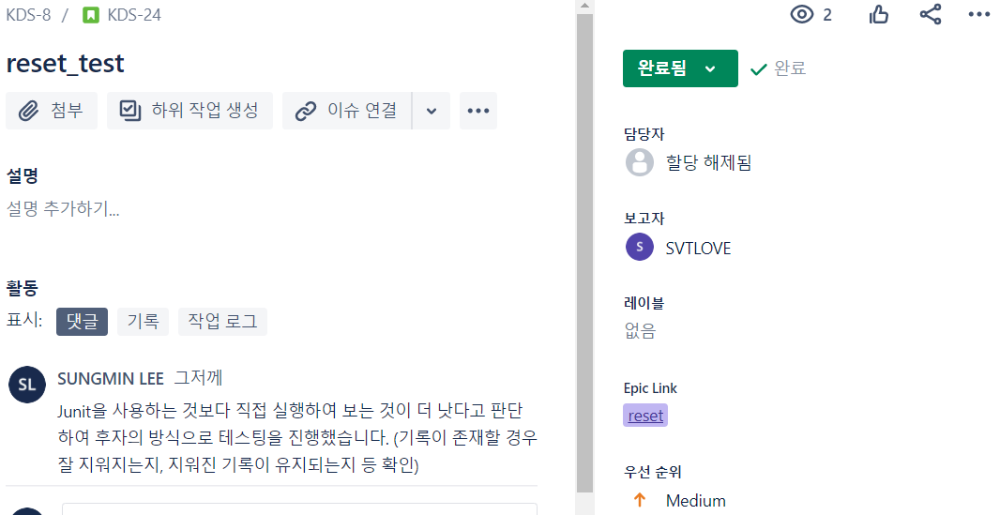 KDS-8 / KDS-24
reset_test
첨부 하위 작업 생성 이슈 연결
설명
설명 추가하기...
활동
표시: 댓글 기록 작업 로그
SL SUNGMIN LEE 그저께
Junit을 사용하는 것보다 직접 실행하여 보는 것이 더 낫다고 판단
하여 후자의 방식으로 테스팅을 진행했습니다. (기록이 존재할 경우
잘 지워지는지, 지워진 기록이 유지되는지 등 확인)
2
완료됨 완료
담당자
할당 해제됨
보고자
S SVTLOVE
레이블
없음
Epic Link
reset
우선 순위
Medium